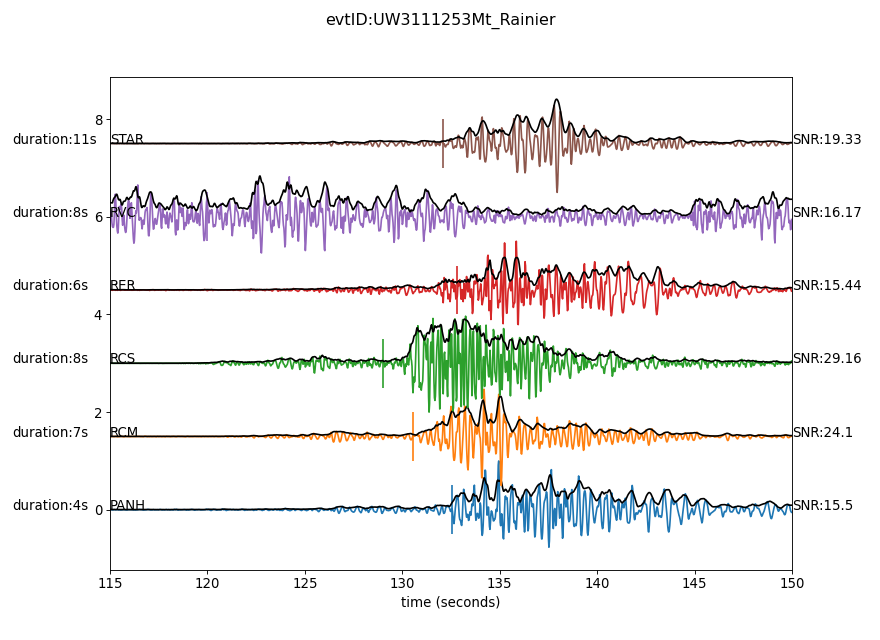 evtID:UW3111253Mt_Rainier
8
duration:11s STAR SNR:19.33
duration:8s RVC SNR:16.17
6
duration:6s RER SNR:15.44
4
duration:8s RCS SNR:29.16
2
duration:7s RCM SNR:24.1
duration:4s PANH SNR:15.5
0
115 120 125 130 135 140 145 150
time (seconds)